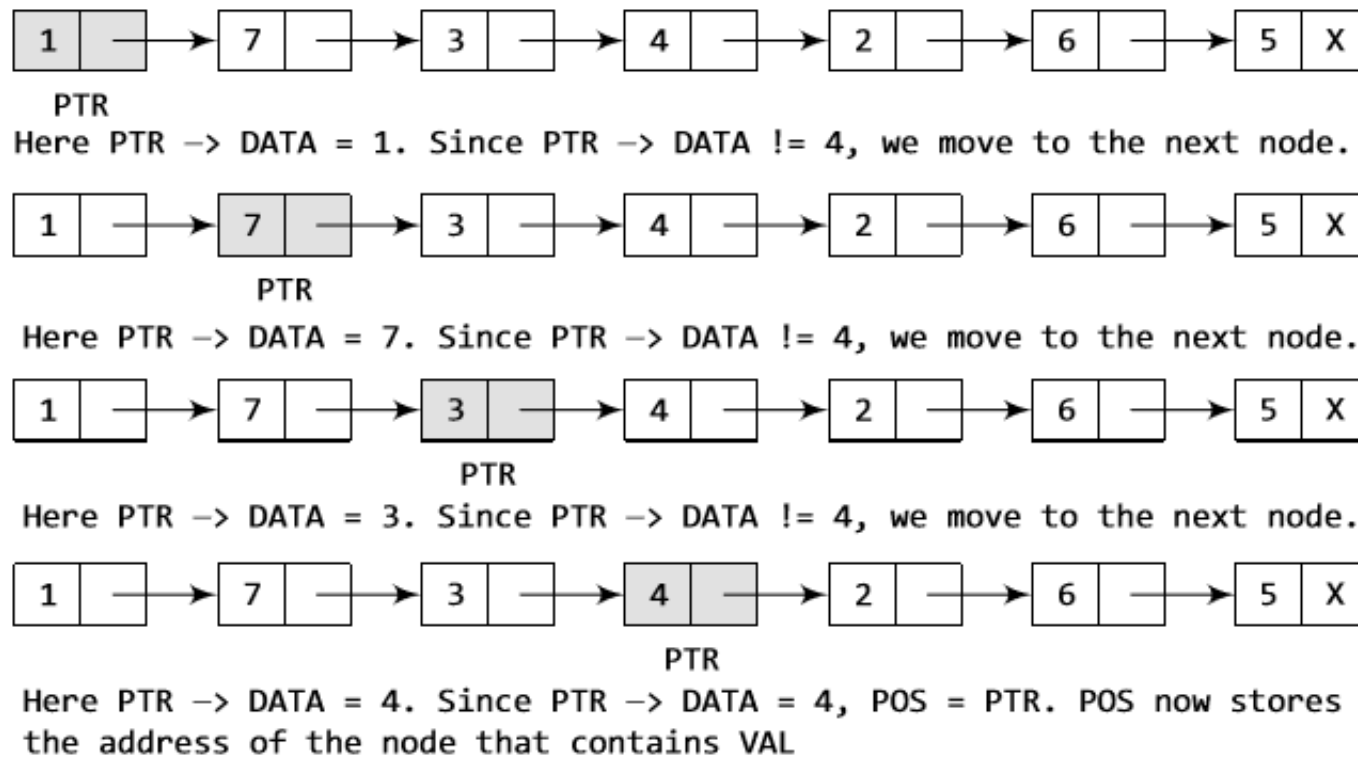 1 7 3 4 2 6 5 X
PTR
Here PTR –> DATA = 1. Since PTR –> DATA != 4, we move to the next node.
1 7 3 4 2 6 5 X
PTR
Here PTR –> DATA = 7. Since PTR –> DATA != 4, we move to the next node.
1 7 3 4 2 6 5 X
PTR
Here PTR –> DATA = 3. Since PTR –> DATA != 4, we move to the next node.
1 7 3 4 2 6 5 X
PTR
Here PTR –> DATA = 4. Since PTR –> DATA = 4, POS = PTR. POS now stores
the address of the node that contains VAL